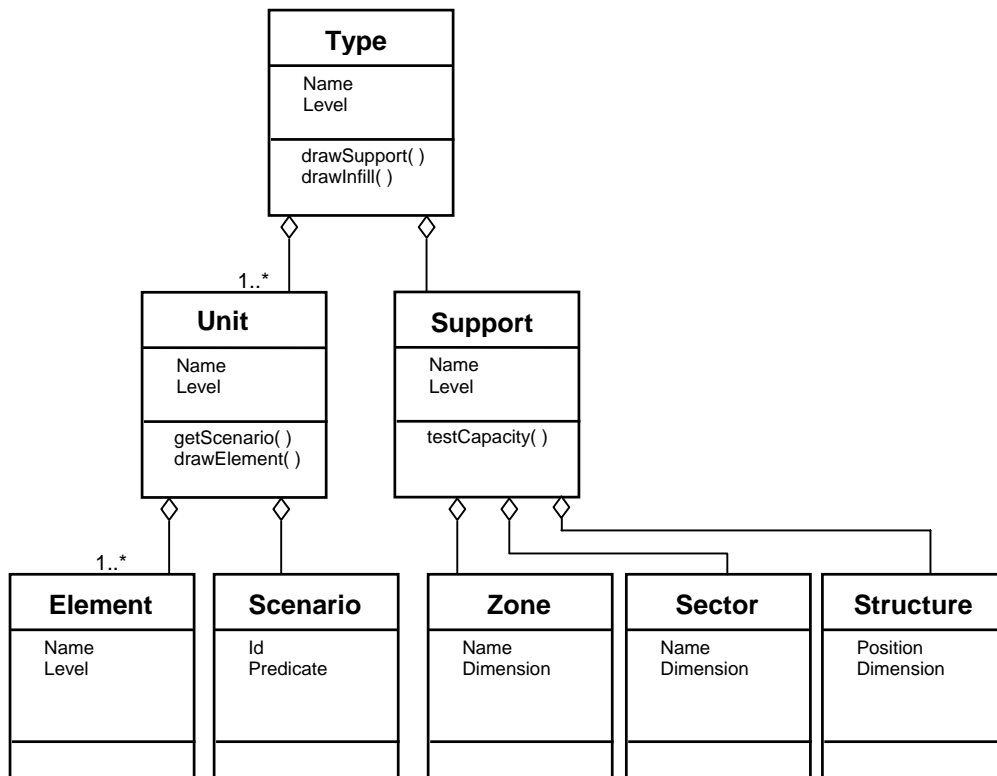 Type
Name
Level
drawSupport( )
drawInfill( )
1..*
Unit
Name
Level
getScenario( )
drawElement( )
Support
Name
Level
testCapacity( )
1..*
Element
Name
Level
Scenario
Id
Predicate
Zone
Name
Dimension
Sector
Name
Dimension
Structure
Position
Dimension